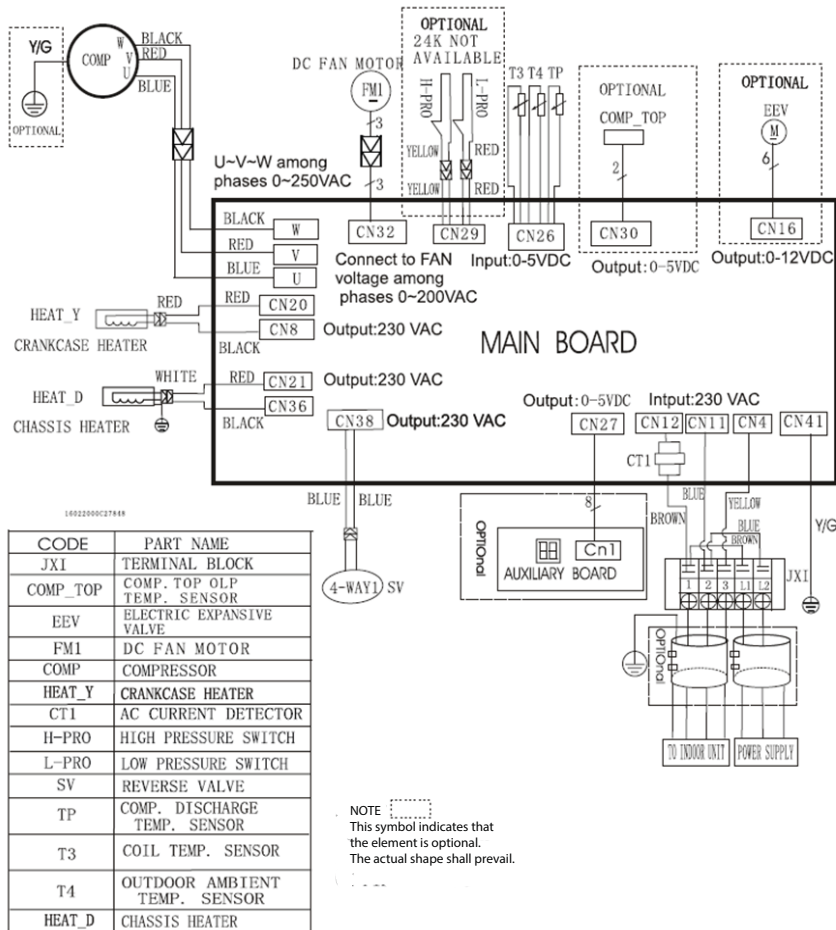 OPTIONAL
24K NOT
AVAILABLE
Y/G
COMP
W
V
U
BLACK
RED
BLUE
OPTIONAL
DC FAN MOTOR
FM1
3
3
H-PRO
L-PRO
YELLOW
RED
YELLOW
RED
T3 T4 TP
OPTIONAL
COMP_TOP
2
OPTIONAL
EEV
M
6
U~V~W among
phases 0~250VAC
BLACK
W
RED
V
BLUE
U
CN32
CN29
CN26
CN30
CN16
Connect to FAN
voltage among
phases 0~200VAC
Input:0-5VDC
Output: 0-5VDC
Output:0-12VDC
HEAT_Y
RED
RED
CN20
CN8
Output:230 VAC
CRANKCASE HEATER
BLACK
MAIN BOARD
HEAT_D
WHITE
RED
CN21
Output:230 VAC
CN36
CHASSIS HEATER
BLACK
CN38
Output:230 VAC
Output: 0-5VDC
CN27
Intput:230 VAC
CN12
CN11
CN4
CN41
CT1
BLUE
BLUE
4-WAY1
SV
8
OPTIOnal
Cn1
AUXILIARY BOARD
BROWN
BLUE
YELLOW
BLUE
BROWN
Y/G
1
2
3
L1
L2
JX1
OPTIOnal
TO INDOOR UNIT
POWER SUPPLY
16022000C27848
CODE PART NAME
JX1 TERMINAL BLOCK
COMP_TOP COMP. TOP OLP
TEMP. SENSOR
EEV ELECTRIC EXPANSIVE
VALVE
FM1 DC FAN MOTOR
COMP COMPRESSOR
HEAT_Y CRANKCASE HEATER
CT1 AC CURRENT DETECTOR
H-PRO HIGH PRESSURE SWITCH
L-PRO LOW PRESSURE SWITCH
SV REVERSE VALVE
TP COMP. DISCHARGE
TEMP. SENSOR
T3 COIL TEMP. SENSOR
T4 OUTDOOR AMBIENT
TEMP. SENSOR
HEAT_D CHASSIS HEATER
NOTE
This symbol indicates that
the element is optional.
The actual shape shall prevail.